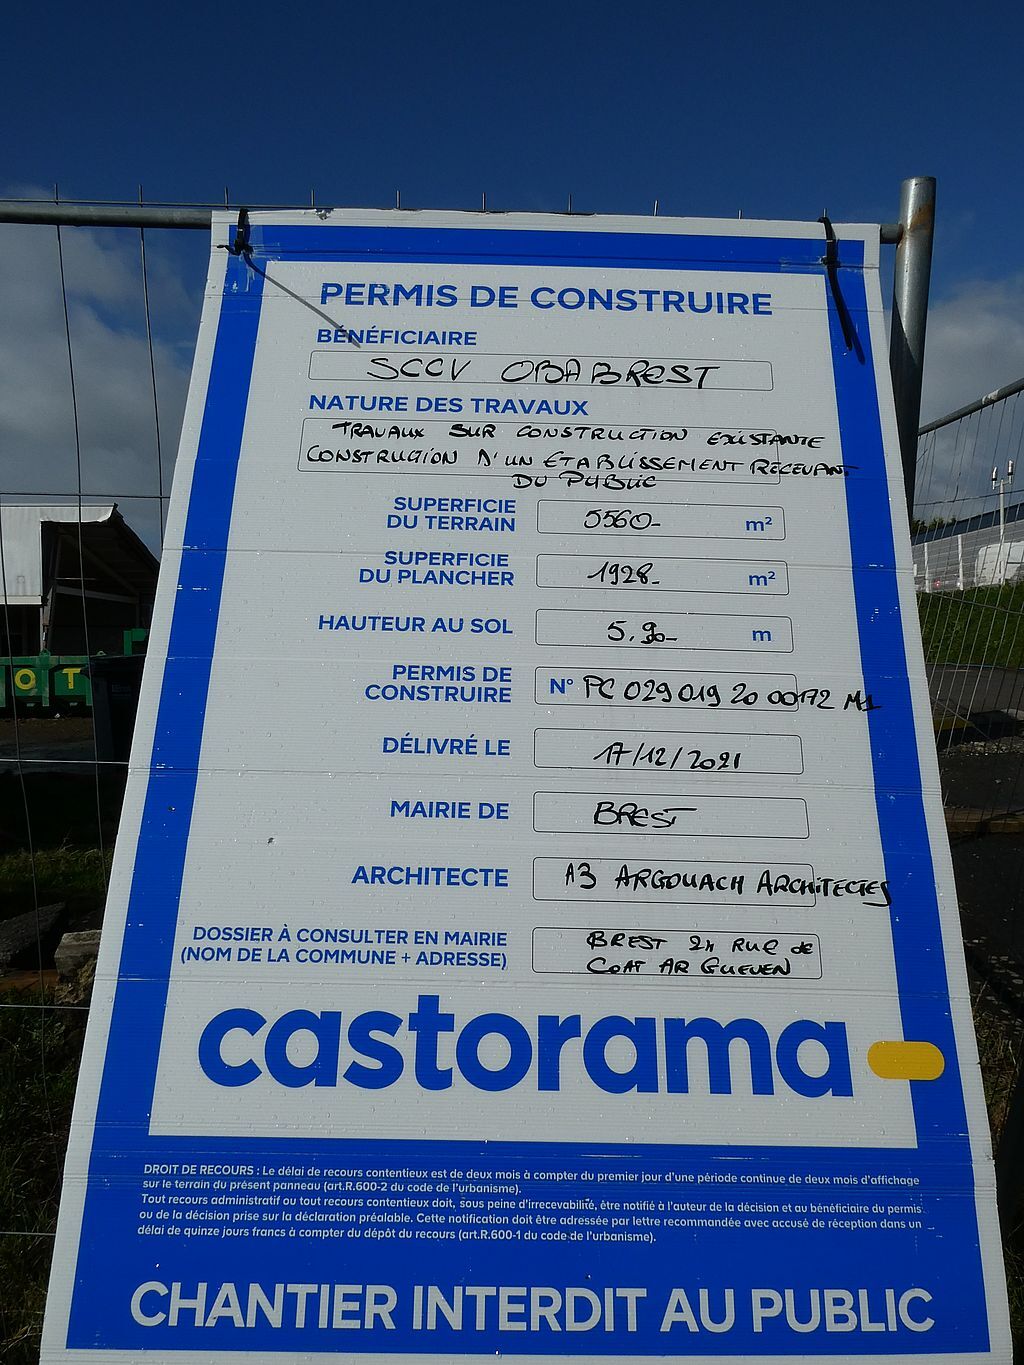 PERMIS DE CONSTRUIRE
BÉNÉFICIAIRE
SCCV OBABREST
NATURE DES TRAVAUX
TRAVAUX SUR CONSTRUCTION EXISTANTE
CONSTRUCTION D'UN ETABLISSEMENT RECEVANT
DU PUBLIC
SUPERFICIE
DU TERRAIN 5560- m²
SUPERFICIE
DU PLANCHER 1928- m²
HAUTEUR AU SOL 5.90- m
PERMIS DE
CONSTRUIRE N° PC 029 019 20 00172 M1
DÉLIVRÉ LE 17/12/2021
MAIRIE DE BREST
ARCHITECTE A3 ARGOUACH ARCHITECTES
DOSSIER À CONSULTER EN MAIRIE BREST 24 RUE de
(NOM DE LA COMMUNE + ADRESSE) COAT AR GUEVEN
castorama
DROIT DE RECOURS : Le délai de recours contentieux est de deux mois à compter du premier jour d'une période continue de deux mois d'affichage
sur le terrain du présent panneau (art.R.600-2 du code de l'urbanisme).
Tout recours administratif ou tout recours contentieux doit, sous peine d'irrecevabilité, être notifié à l'auteur de la décision et au bénéficiaire du permis
ou de la décision prise sur la déclaration préalable. Cette notification doit être adressée par lettre recommandée avec accusé de réception dans un
délai de quinze jours francs à compter du dépôt du recours (art.R.600-1 du code de l'urbanisme).
CHANTIER INTERDIT AU PUBLIC
OT